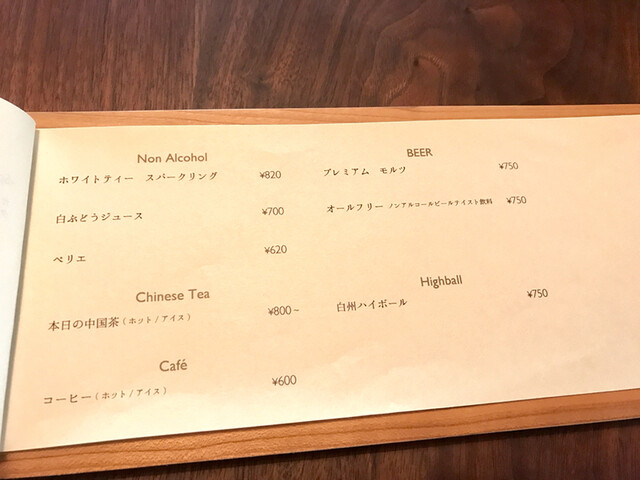 Non Alcohol
ホワイトティー スパークリング ¥820
白ぶどうジュース ¥700
ペリエ ¥620
Chinese Tea
本日の中国茶(ホット/アイス) ¥800~
Café
コーヒー(ホット/アイス) ¥600
BEER
プレミアム モルツ ¥750
オールフリー ノンアルコールビールテイスト飲料 ¥750
Highball
白州ハイボール ¥750